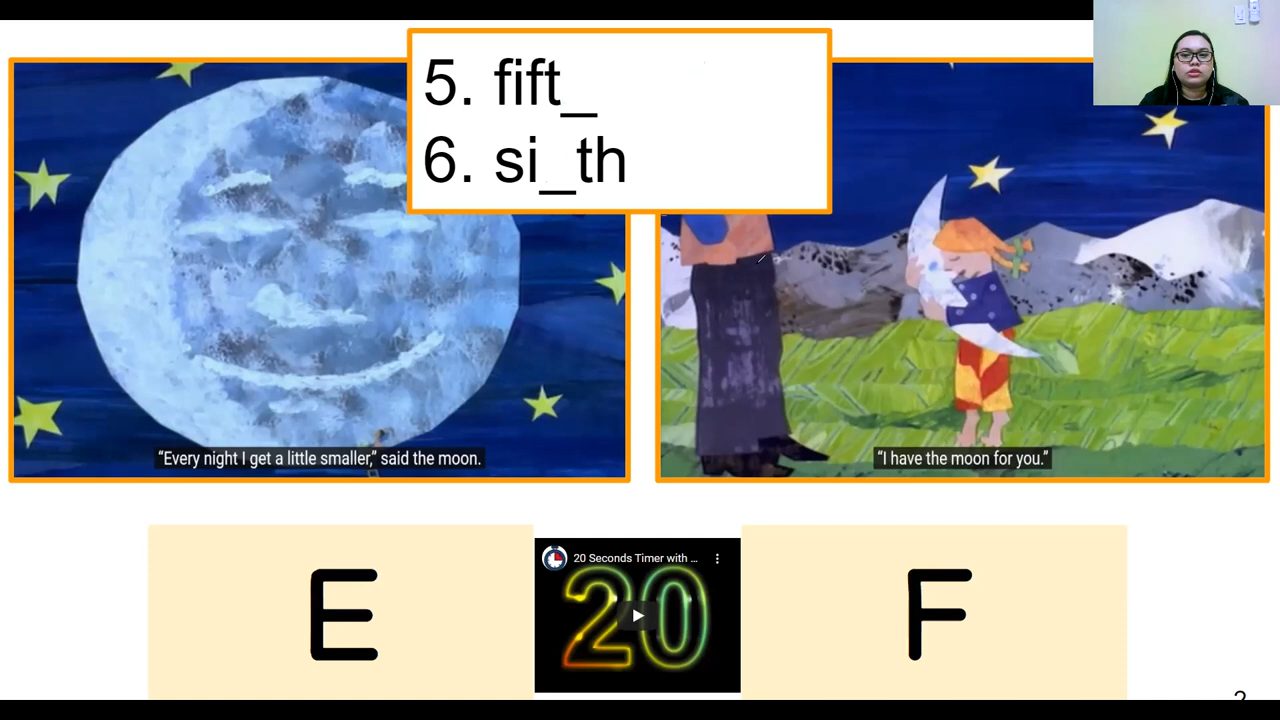 5. fift_
6. si_th
“Every night I get a little smaller,” said the moon.
“I have the moon for you.”
E
20 Seconds Timer with ...
20
F